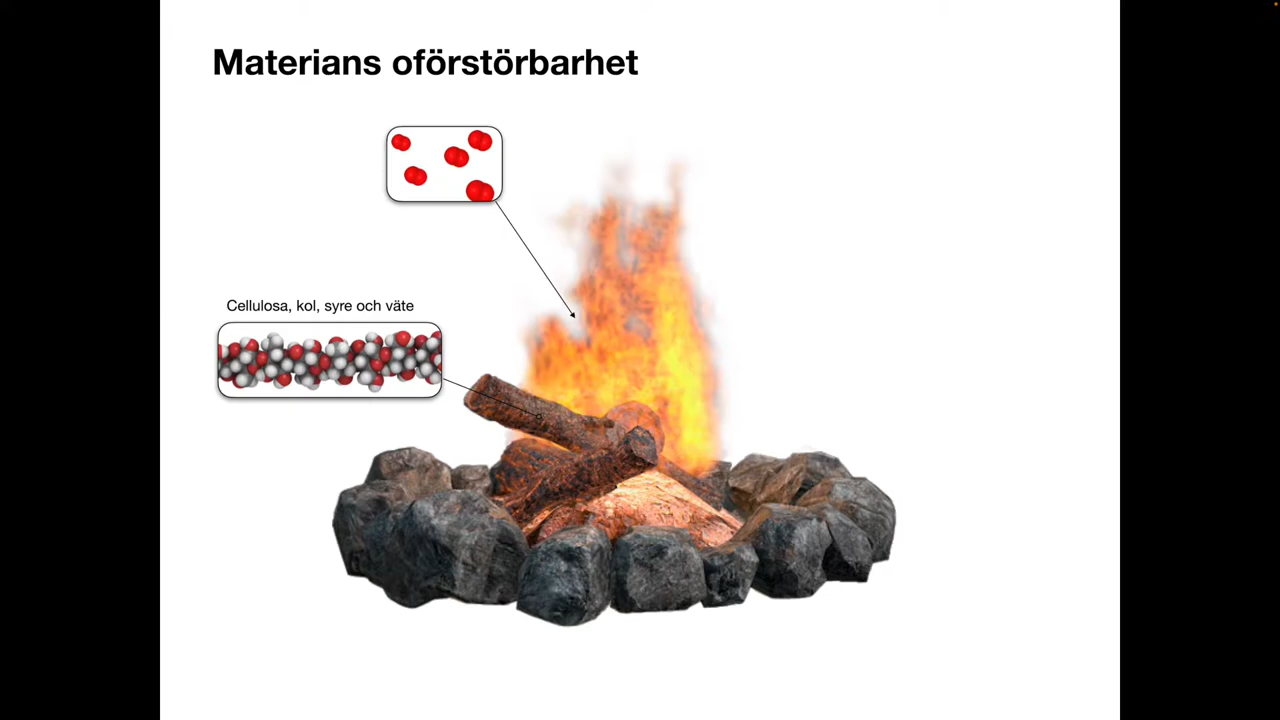 Materians oförstörbarhet
Cellulosa, kol, syre och väte